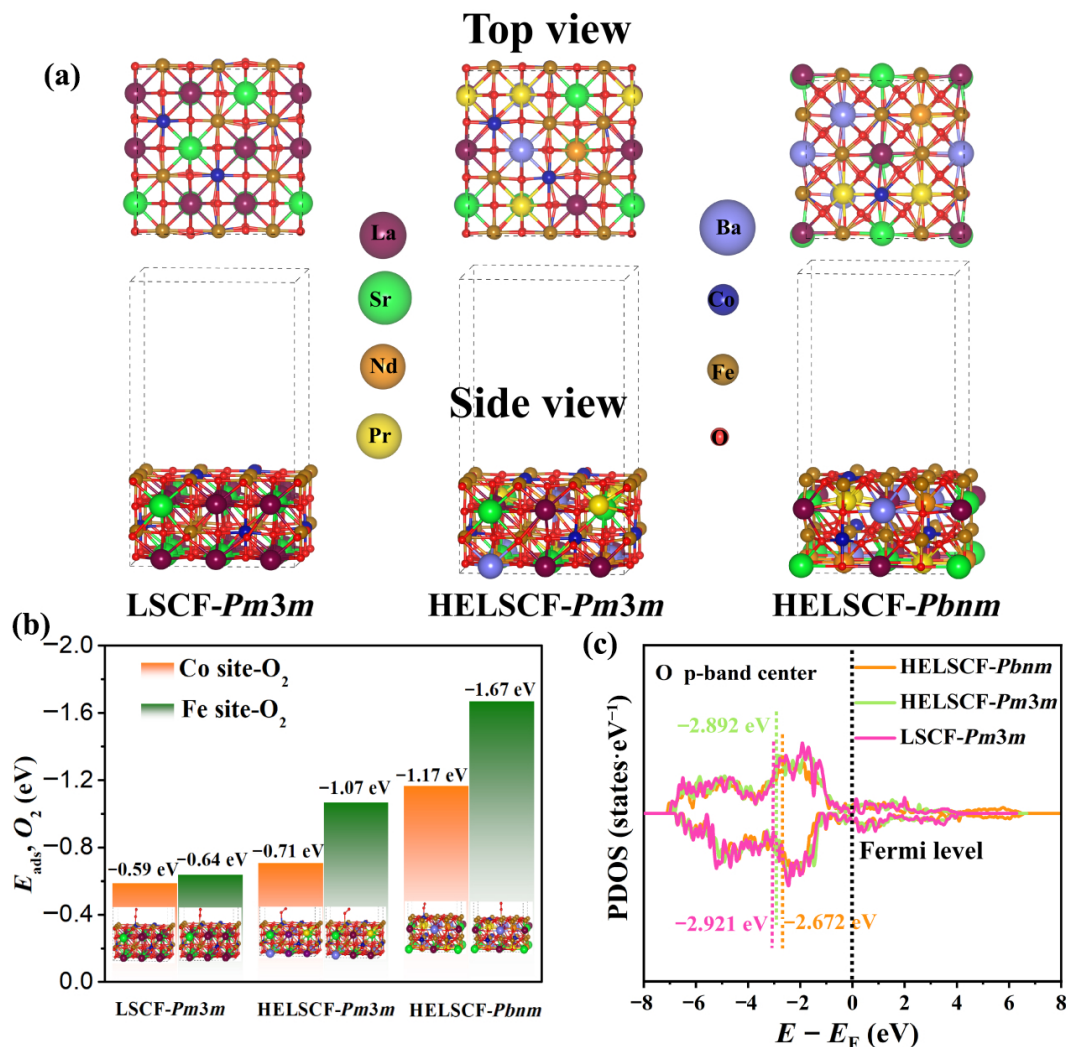 Top view
(a)
La
Sr
Nd
Pr
Ba
Co
Fe
O
Side view
LSCF-Pm3m
HELSCF-Pm3m
HELSCF-Pbnm
(b)
−2.0
−1.6
−1.2
−0.8
−0.4
0.0
E_ads, O₂ (eV)
Co site-O₂
Fe site-O₂
−0.59 eV
−0.64 eV
−0.71 eV
−1.07 eV
−1.17 eV
−1.67 eV
LSCF-Pm3m
HELSCF-Pm3m
HELSCF-Pbnm
(c)
O p-band center
HELSCF-Pbnm
HELSCF-Pm3m
LSCF-Pm3m
−2.892 eV
Fermi level
−2.921 eV
−2.672 eV
PDOS (states·eV⁻¹)
−8 −6 −4 −2 0 2 4 6 8
E − E_F (eV)